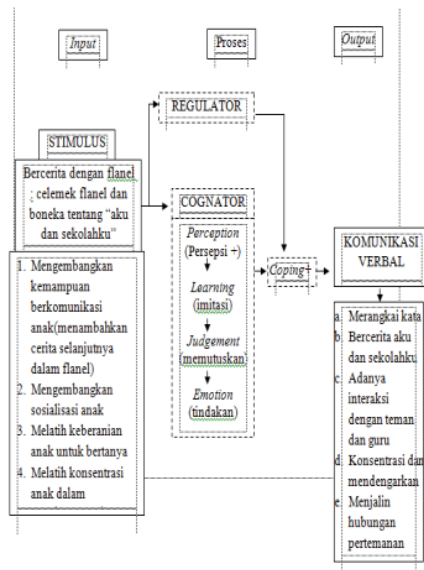 Input
Proses
Output
STIMULUS
Bercerita dengan flanel
; celemek flanel dan
boneka tentang “aku
dan sekolahku”
1. Mengembangkan
kemampuan
berkomunikasi
anak(menambahkan
cerita selanjutnya
dalam flanel)
2. Mengembangkan
sosialisasi anak
3. Melatih keberanian
anak untuk bertanya
4. Melatih konsentrasi
anak dalam
REGULATOR
COGNATOR
Perception
(Persepsi +)
Learning
(imitasi)
Judgement
(memutuskan)
Emotion
(tindakan)
Coping+
KOMUNIKASI
VERBAL
a. Merangkai kata
b. Bercerita aku
dan sekolahku
c. Adanya
interaksi
dengan teman
dan guru
d. Konsentrasi dan
mendengarkan
e. Menjalin
hubungan
pertemanan